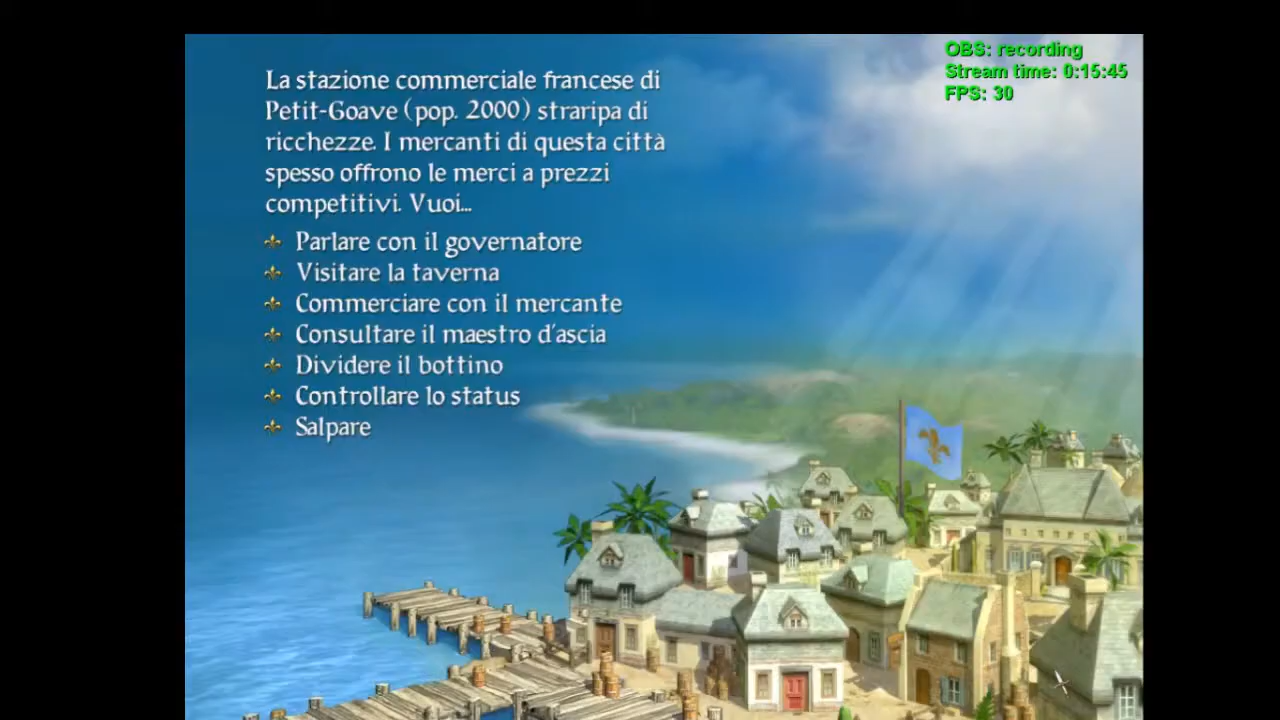 La stazione commerciale francese di
Petit-Goave (pop. 2000) straripa di
ricchezze. I mercanti di questa città
spesso offrono le merci a prezzi
competitivi. Vuoi...
Parlare con il governatore
Visitare la taverna
Commerciare con il mercante
Consultare il maestro d'ascia
Dividere il bottino
Controllare lo status
Salpare
OBS: recording
Stream time: 0:15:45
FPS: 30